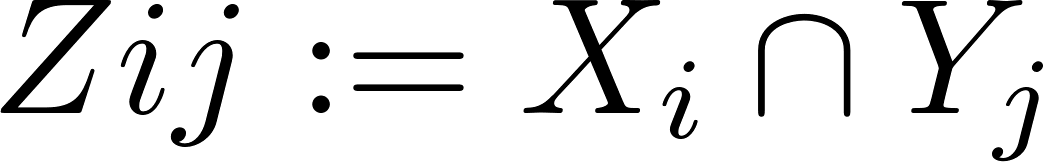 Zij := X_i ∩ Y_j